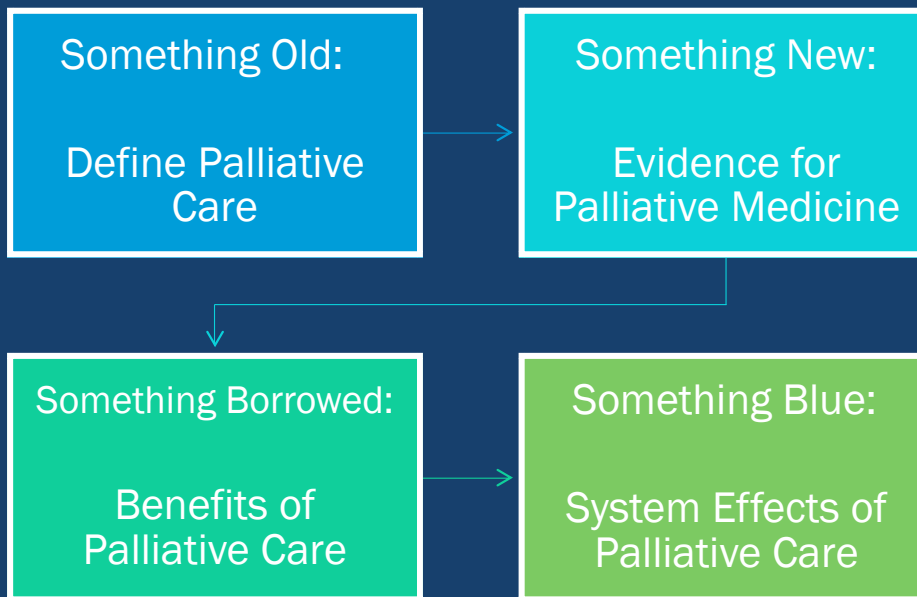 Something Old:
Define Palliative
Care
Something New:
Evidence for
Palliative Medicine
Something Borrowed:
Benefits of
Palliative Care
Something Blue:
System Effects of
Palliative Care